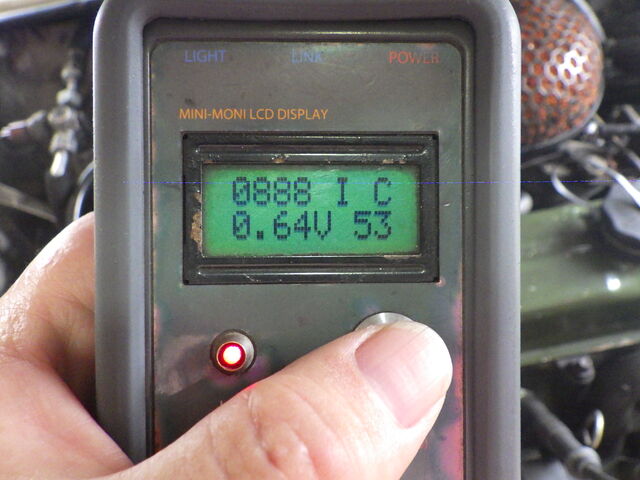 LIGHT LINK POWER
MINI-MONI LCD DISPLAY
0888 I C
0.64V 53